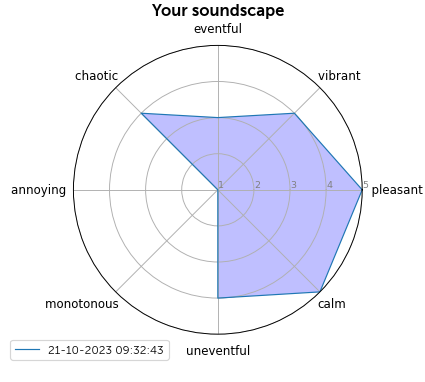 Your soundscape
eventful
chaotic
vibrant
annoying
1 2 3 4 5
pleasant
monotonous
calm
uneventful
21-10-2023 09:32:43